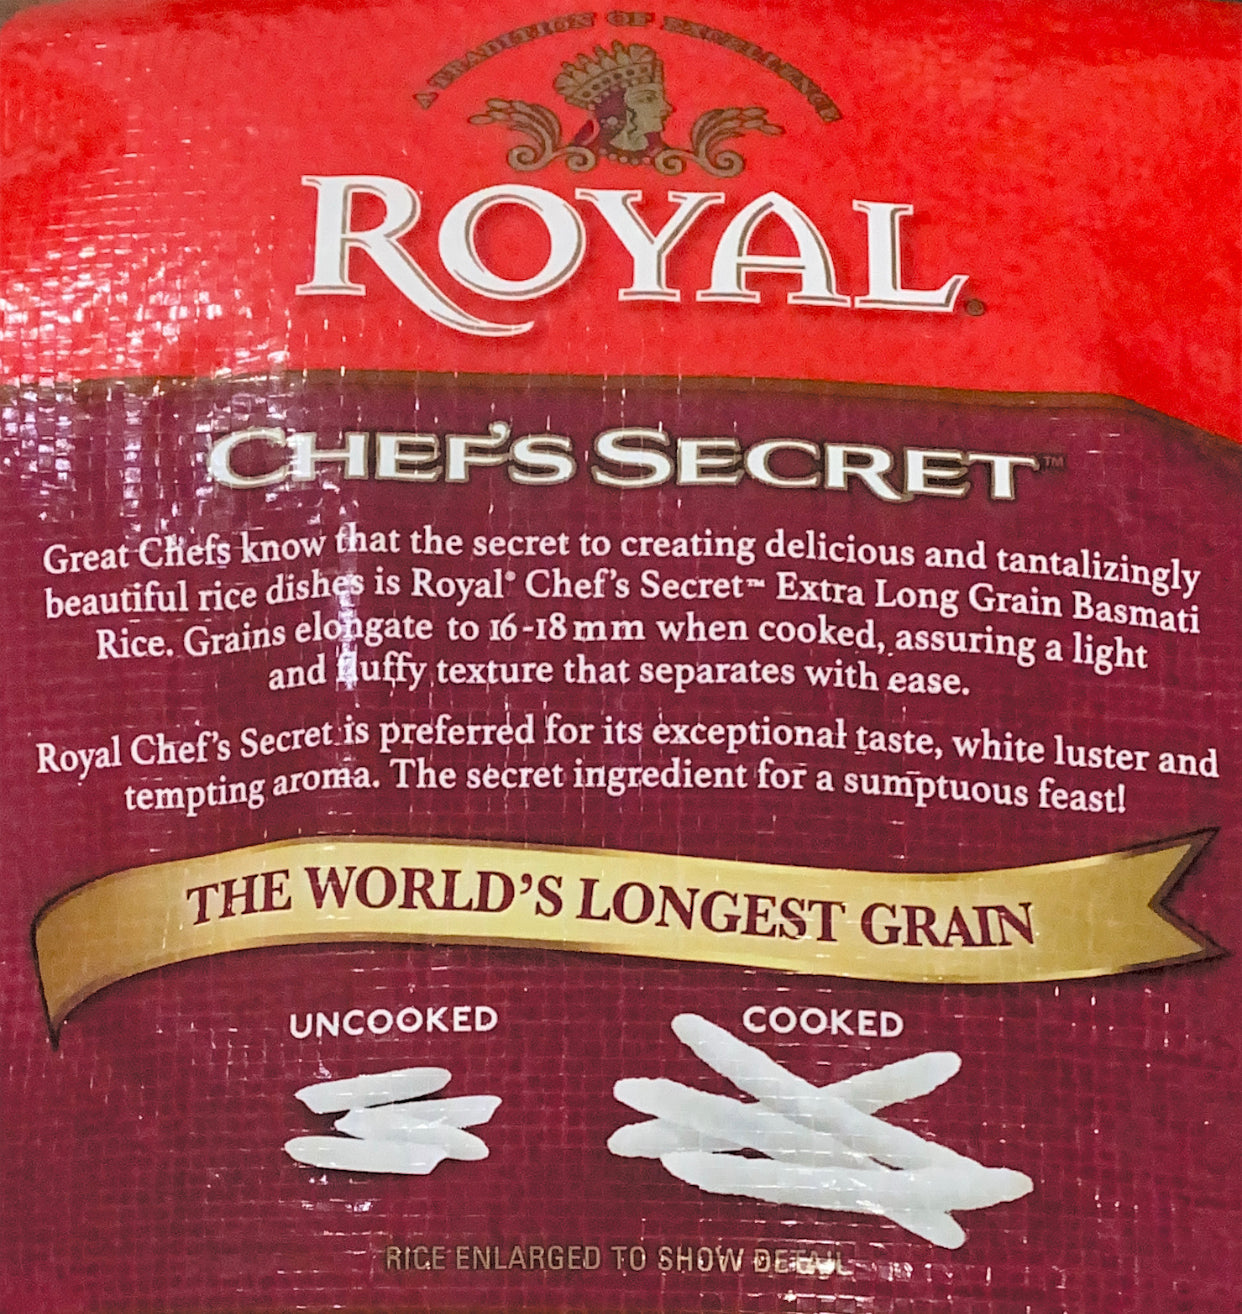 A TRADITION OF EXCELLENCE
ROYAL®
CHEF'S SECRET™
Great Chefs know that the secret to creating delicious and tantalizingly
beautiful rice dishes is Royal® Chef's Secret™ Extra Long Grain Basmati
Rice. Grains elongate to 16-18 mm when cooked, assuring a light
and fluffy texture that separates with ease.
Royal Chef's Secret is preferred for its exceptional taste, white luster and
tempting aroma. The secret ingredient for a sumptuous feast!
THE WORLD'S LONGEST GRAIN
UNCOOKED COOKED
RICE ENLARGED TO SHOW DETAIL